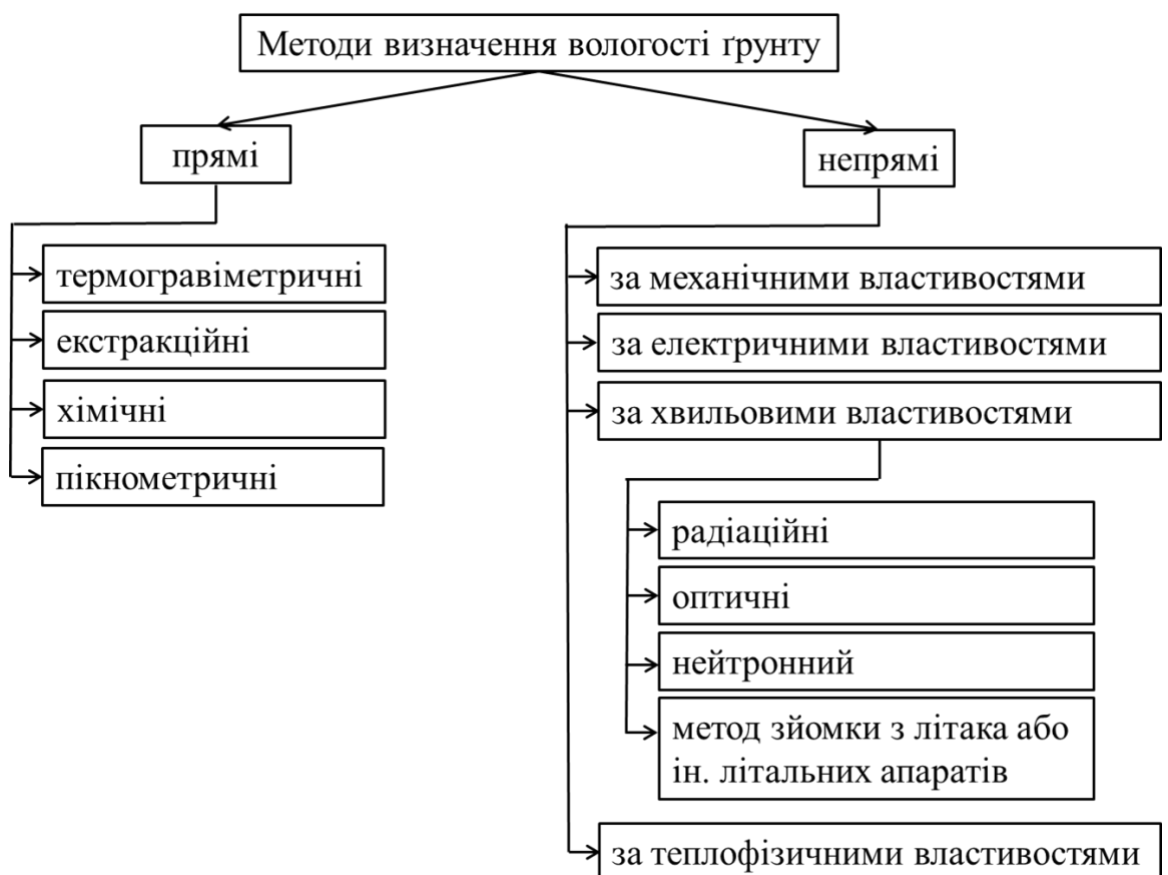 Методи визначення вологості ґрунту
прямі
термогравіметричні
екстракційні
хімічні
пікнометричні
непрямі
за механічними властивостями
за електричними властивостями
за хвильовими властивостями
радіаційні
оптичні
нейтронний
метод зйомки з літака або
ін. літальних апаратів
за теплофізичними властивостями